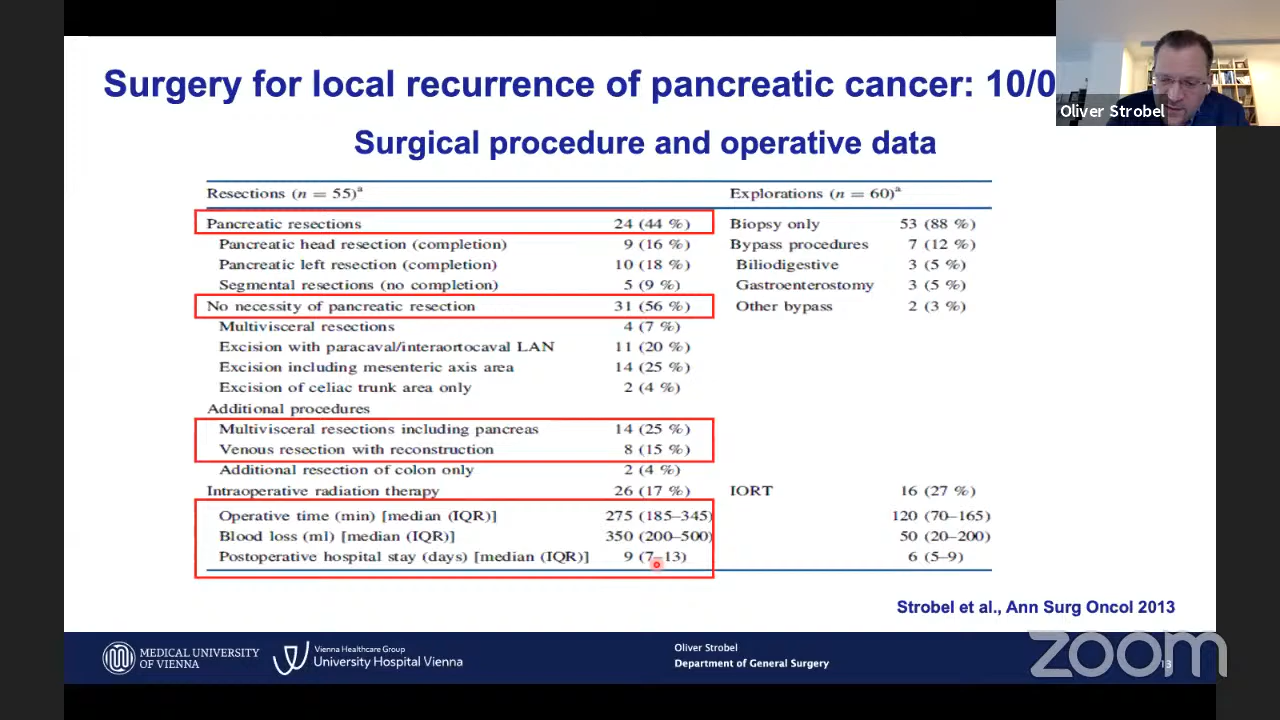 Surgery for local recurrence of pancreatic cancer: 10/0
Oliver Strobel
Surgical procedure and operative data
Resections (n = 55)a Explorations (n = 60)a
Pancreatic resections 24 (44 %) Biopsy only 53 (88 %)
Pancreatic head resection (completion) 9 (16 %) Bypass procedures 7 (12 %)
Pancreatic left resection (completion) 10 (18 %) Biliodigestive 3 (5 %)
Segmental resections (no completion) 5 (9 %) Gastroenterostomy 3 (5 %)
No necessity of pancreatic resection 31 (56 %) Other bypass 2 (3 %)
Multivisceral resections 4 (7 %)
Excision with paracaval/interaortocaval LAN 11 (20 %)
Excision including mesenteric axis area 14 (25 %)
Excision of celiac trunk area only 2 (4 %)
Additional procedures
Multivisceral resections including pancreas 14 (25 %)
Venous resection with reconstruction 8 (15 %)
Additional resection of colon only 2 (4 %)
Intraoperative radiation therapy 26 (17 %) IORT 16 (27 %)
Operative time (min) [median (IQR)] 275 (185–345) 120 (70–165)
Blood loss (ml) [median (IQR)] 350 (200–500) 50 (20–200)
Postoperative hospital stay (days) [median (IQR)] 9 (7–13) 6 (5–9)
Strobel et al., Ann Surg Oncol 2013
MEDICAL UNIVERSITY
OF VIENNA
Vienna Healthcare Group
University Hospital Vienna
Oliver Strobel
Department of General Surgery
zoom
13